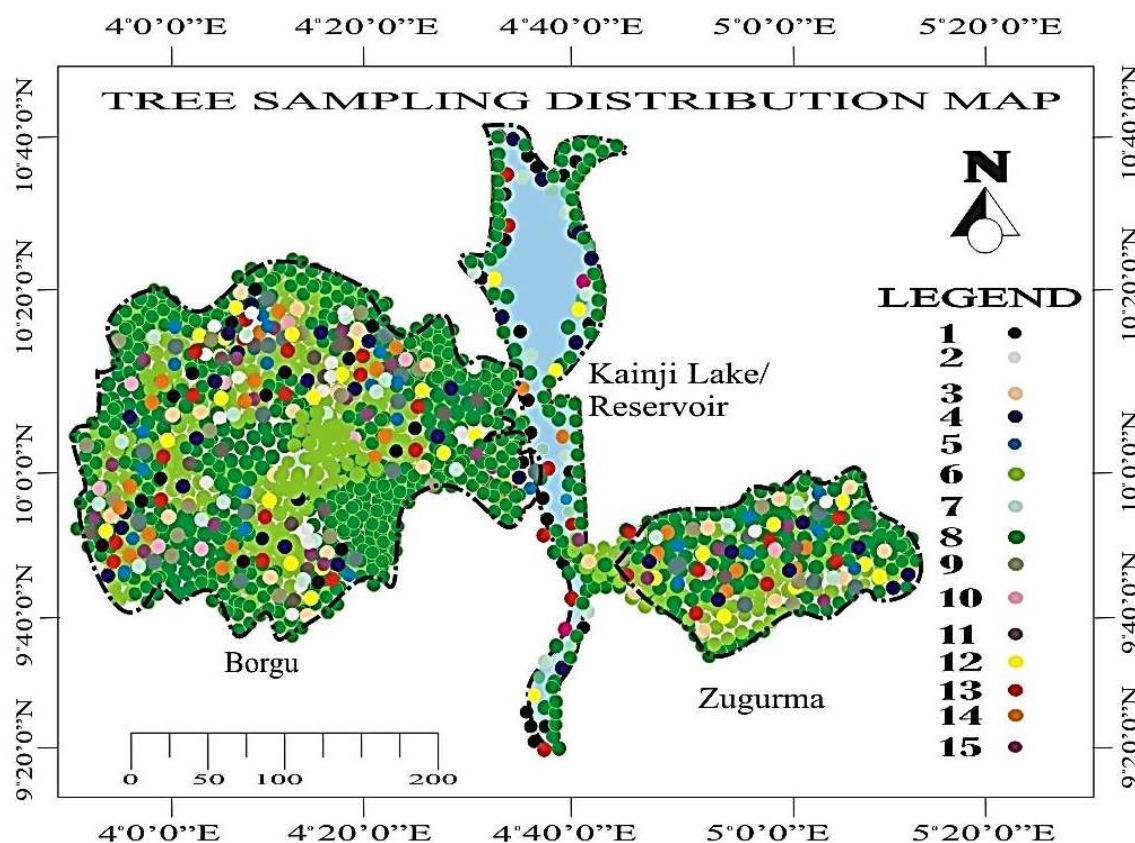 4°0’0”E 4°20’0”E 4°40’0”E 5°0’0”E 5°20’0”E
TREE SAMPLING DISTRIBUTION MAP
10°40’0”N
10°40’0”N
N
10°20’0”N
10°20’0”N
LEGEND
1
2
3
4
5
6
7
8
9
10
11
12
13
14
15
Kainji Lake/
Reservoir
10°0’0”N
10°0’0”N
9°40’0”N
9°40’0”N
Borgu
Zugurma
9°20’0”N
9°20’0”N
0 50 100 200
4°0’0”E 4°20’0”E 4°40’0”E 5°0’0”E 5°20’0”E